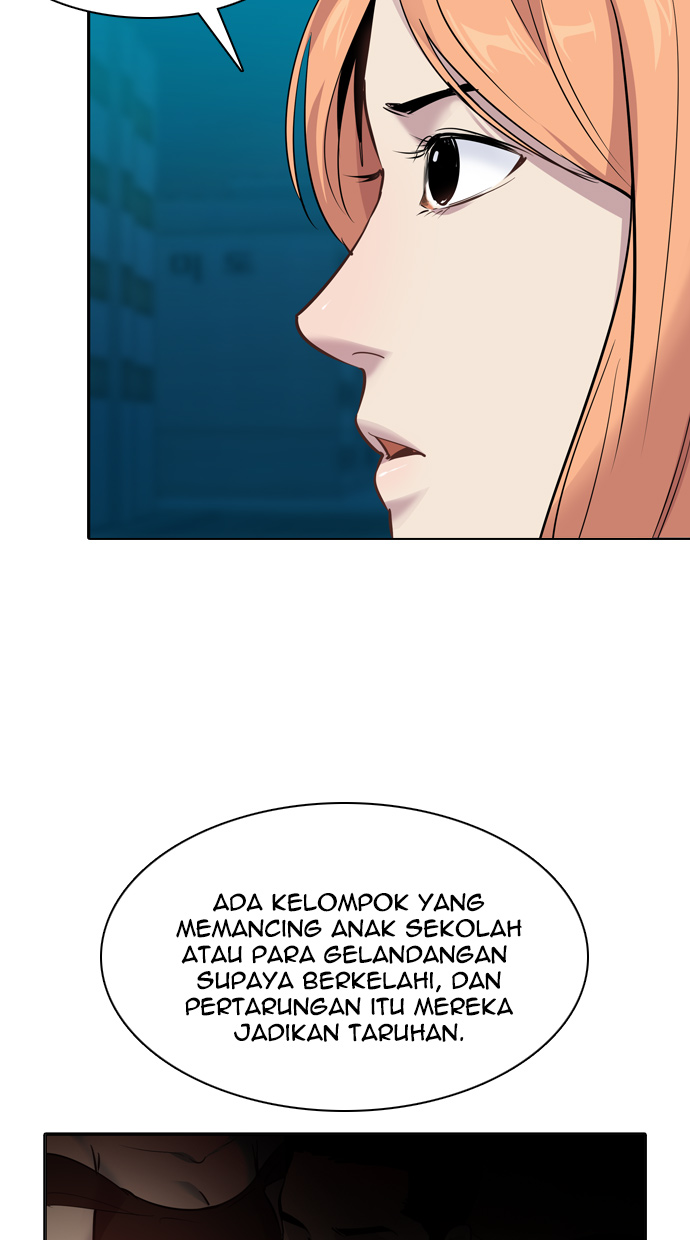 ADA KELOMPOK YANG
MEMANCING ANAK SEKOLAH
ATAU PARA GELANDANGAN
SUPAYA BERKELAHI, DAN
PERTARUNGAN ITU MEREKA
JADIKAN TARUHAN.